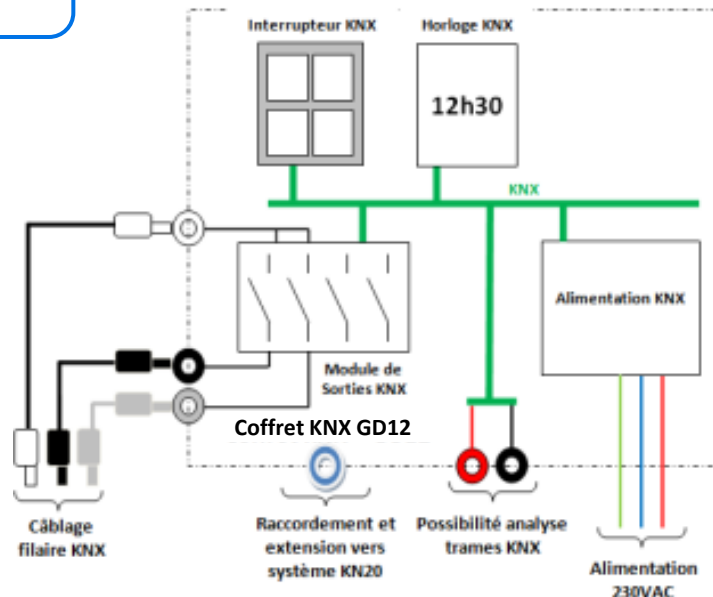 Interrupteur KNX
Horloge KNX
12h30
KNX
Alimentation KNX
Module de
Sorties KNX
Coffret KNX GD12
Câblage
filaire KNX
Raccordement et
extension vers
système KN20
Possibilité analyse
trames KNX
Alimentation
230VAC